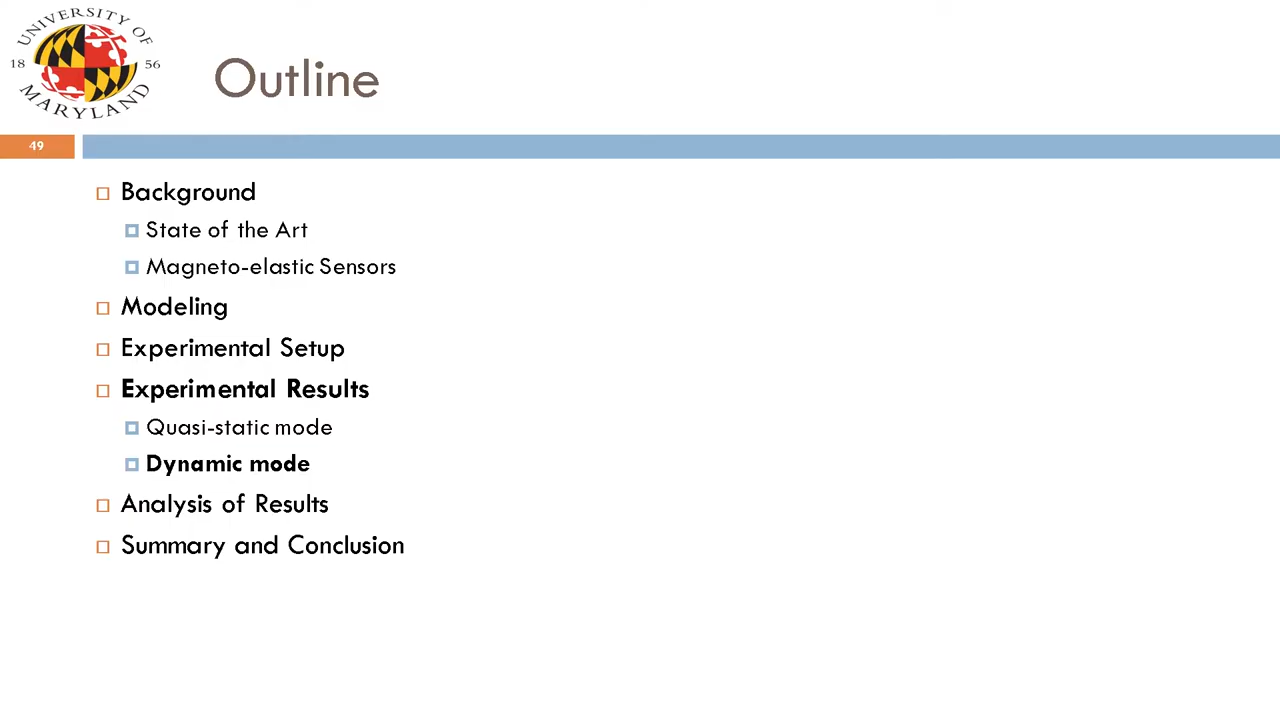 UNIVERSITY OF
18 56
MARYLAND
Outline
49
Background
State of the Art
Magneto-elastic Sensors
Modeling
Experimental Setup
Experimental Results
Quasi-static mode
Dynamic mode
Analysis of Results
Summary and Conclusion